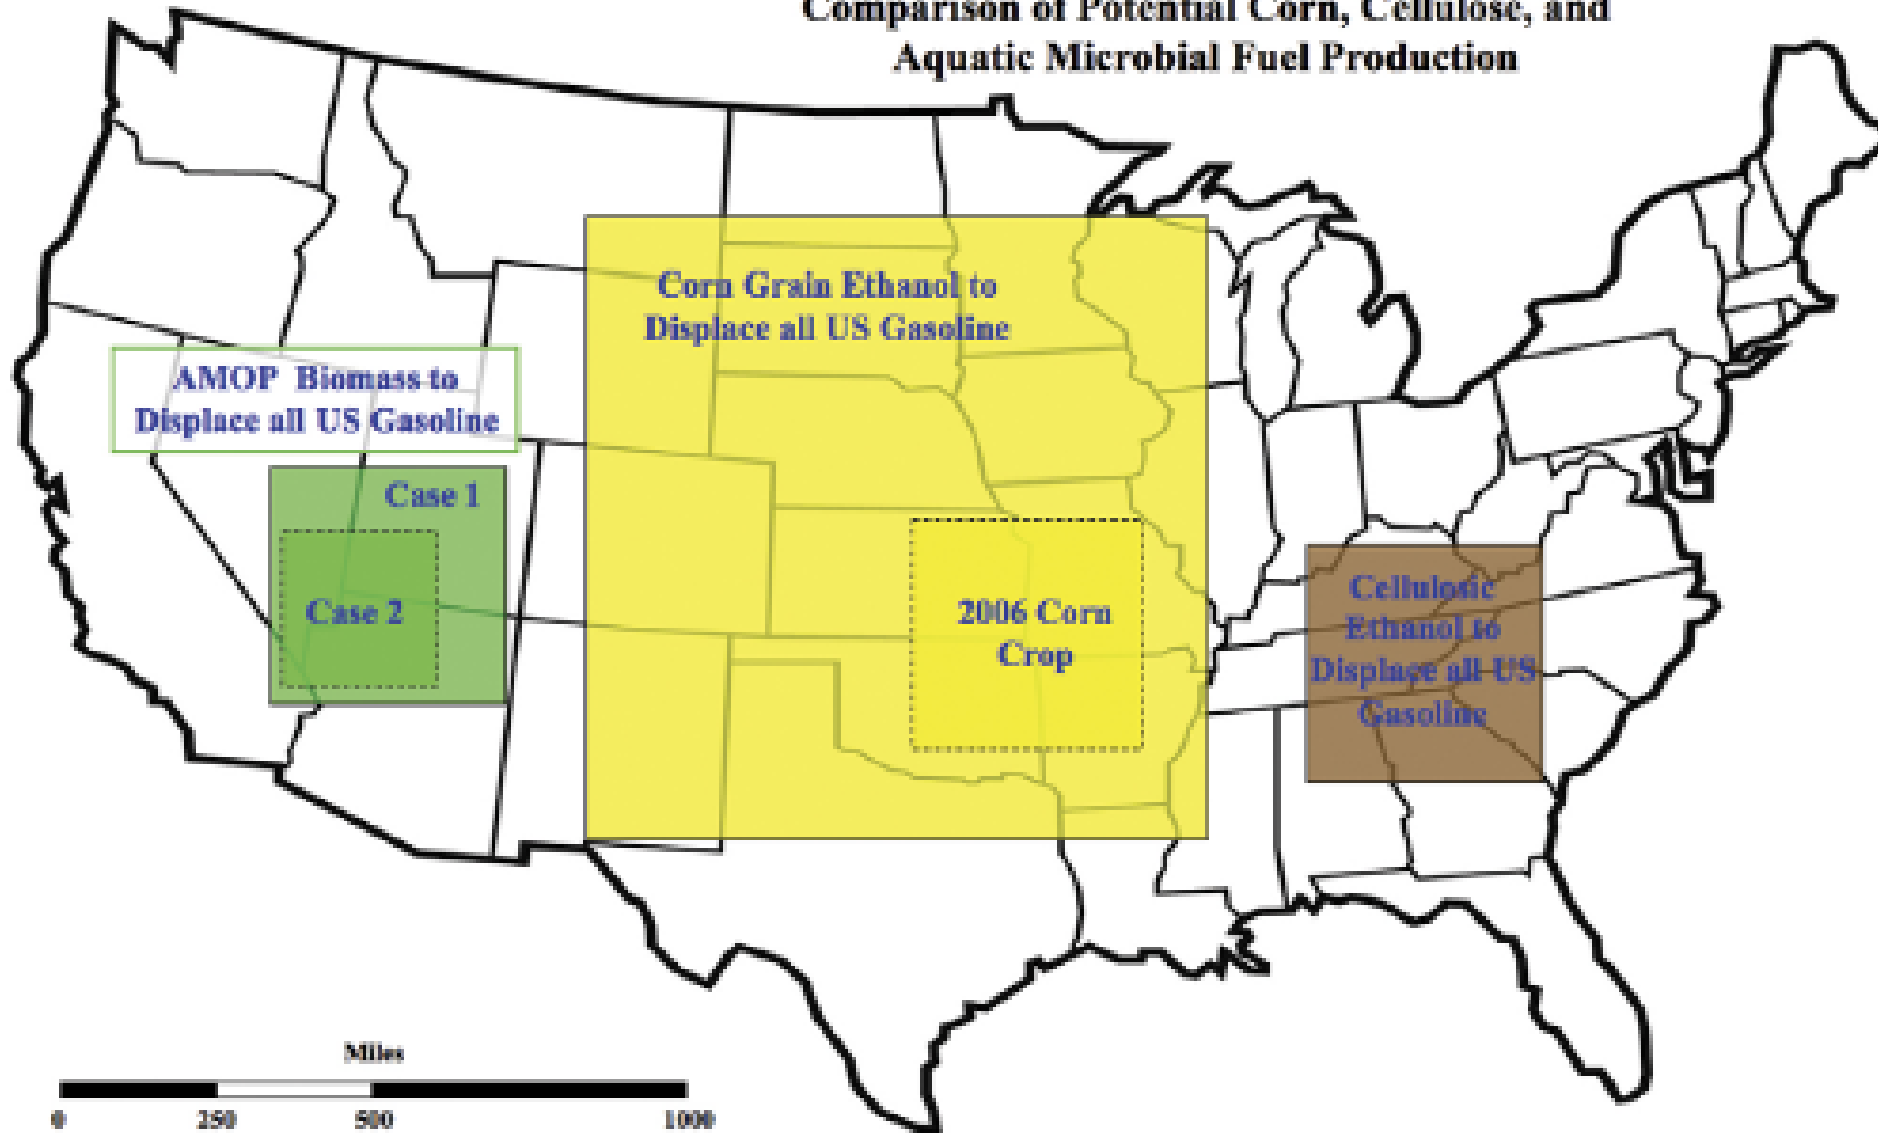 Comparison of Potential Corn, Cellulose, and
Aquatic Microbial Fuel Production
Corn Grain Ethanol to
Displace all US Gasoline
AMOP Biomass to
Displace all US Gasoline
Case 1
Case 2
2006 Corn
Crop
Cellulosic
Ethanol to
Displace all US
Gasoline
Miles
0 250 500 1000